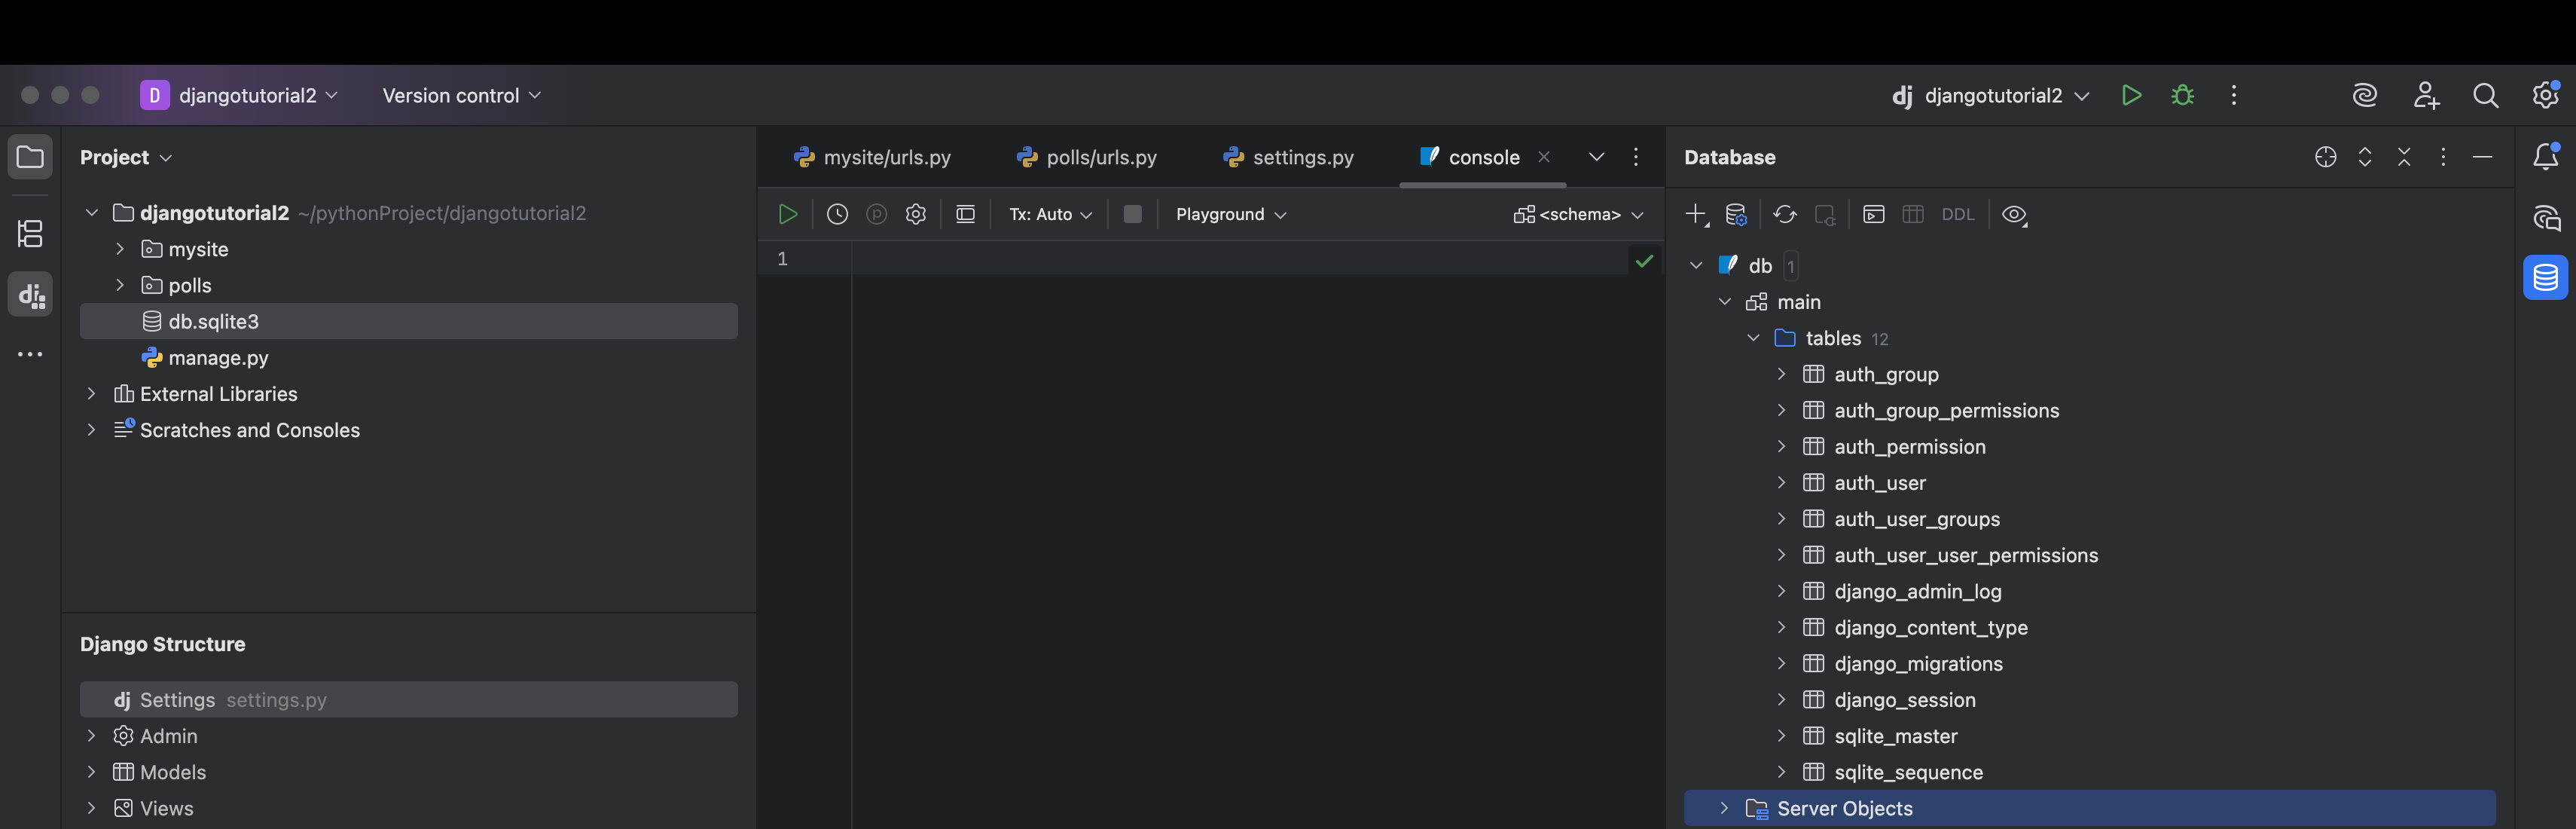 D djangotutorial2 Version control dj djangotutorial2
Project
djangotutorial2 ~/pythonProject/djangotutorial2
mysite
polls
db.sqlite3
manage.py
External Libraries
Scratches and Consoles
Django Structure
dj Settings settings.py
Admin
Models
Views
mysite/urls.py polls/urls.py settings.py console
Tx: Auto Playground <schema>
1
Database
DDL
db 1
main
tables 12
auth_group
auth_group_permissions
auth_permission
auth_user
auth_user_groups
auth_user_user_permissions
django_admin_log
django_content_type
django_migrations
django_session
sqlite_master
sqlite_sequence
Server Objects